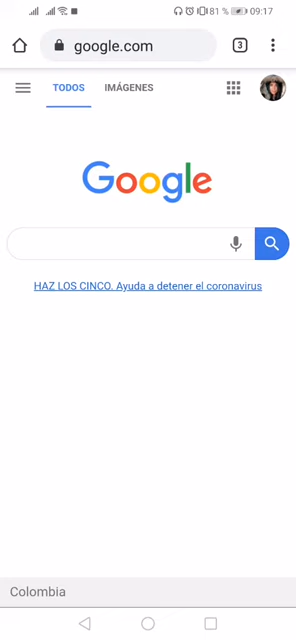 81 % 09:17
google.com 3
TODOS IMÁGENES
Google
HAZ LOS CINCO. Ayuda a detener el coronavirus
Colombia